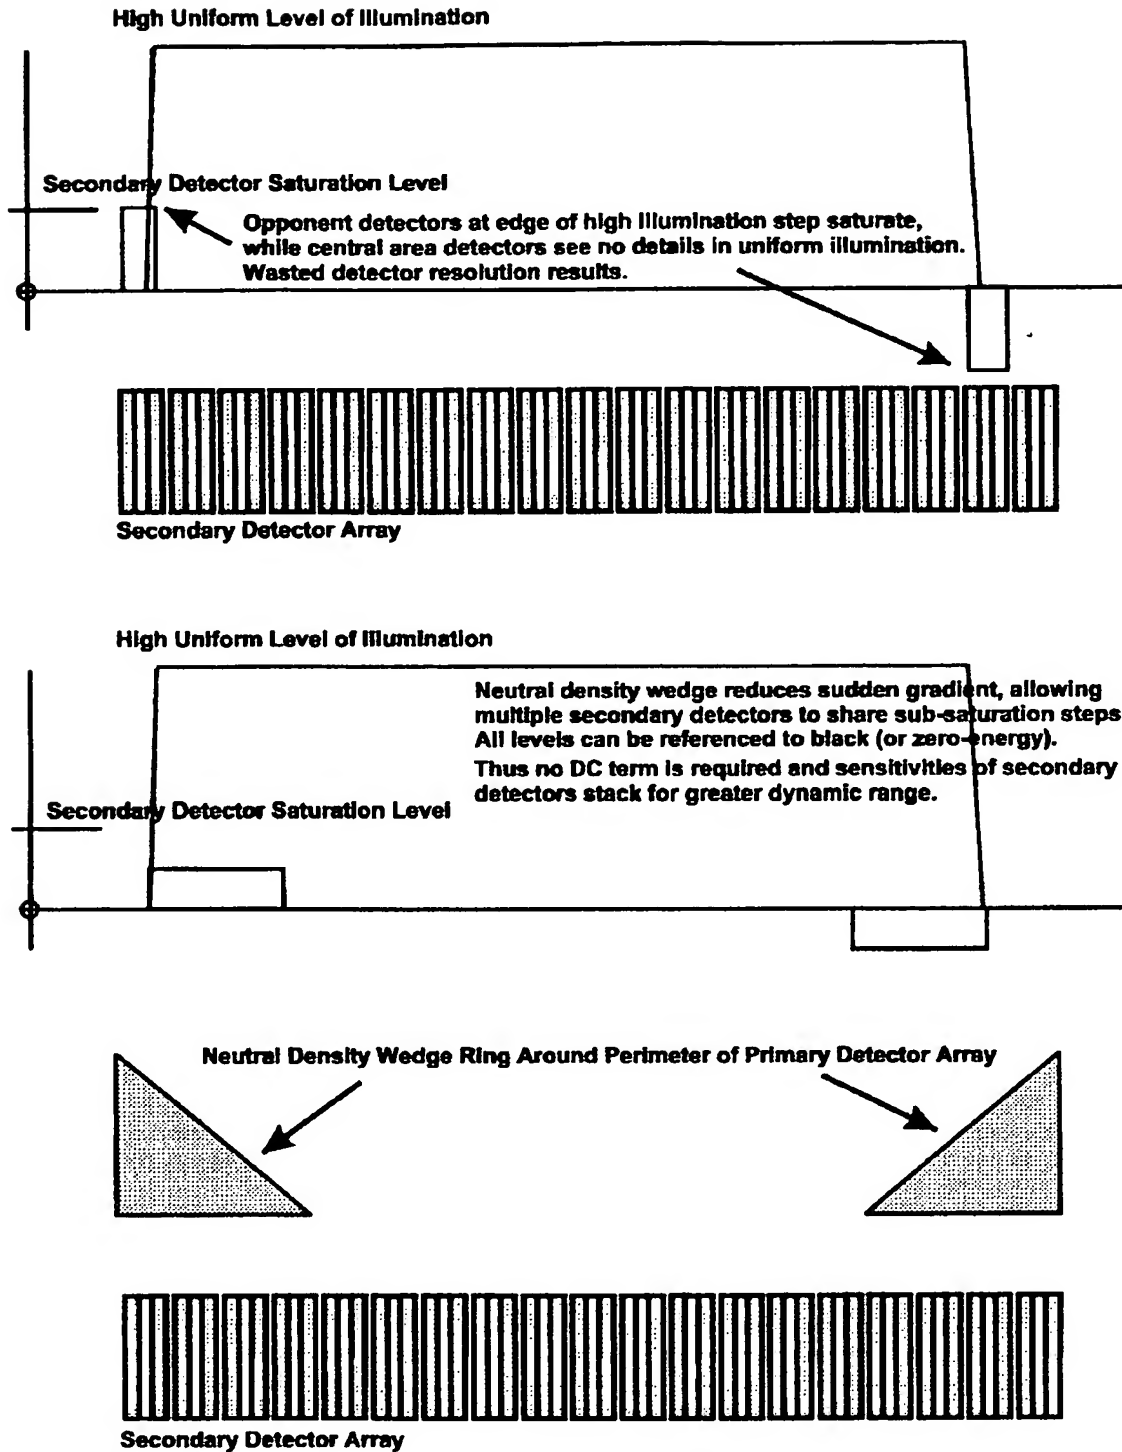 High Uniform Level of Illumination
Secondary Detector Saturation Level
Opponent detectors at edge of high illumination step saturate,
while central area detectors see no details in uniform illumination.
Wasted detector resolution results.
Secondary Detector Array
High Uniform Level of Illumination
Neutral density wedge reduces sudden gradient, allowing
multiple secondary detectors to share sub-saturation steps
All levels can be referenced to black (or zero-energy).
Thus no DC term is required and sensitivities of secondary
detectors stack for greater dynamic range.
Secondary Detector Saturation Level
Neutral Density Wedge Ring Around Perimeter of Primary Detector Array
Secondary Detector Array